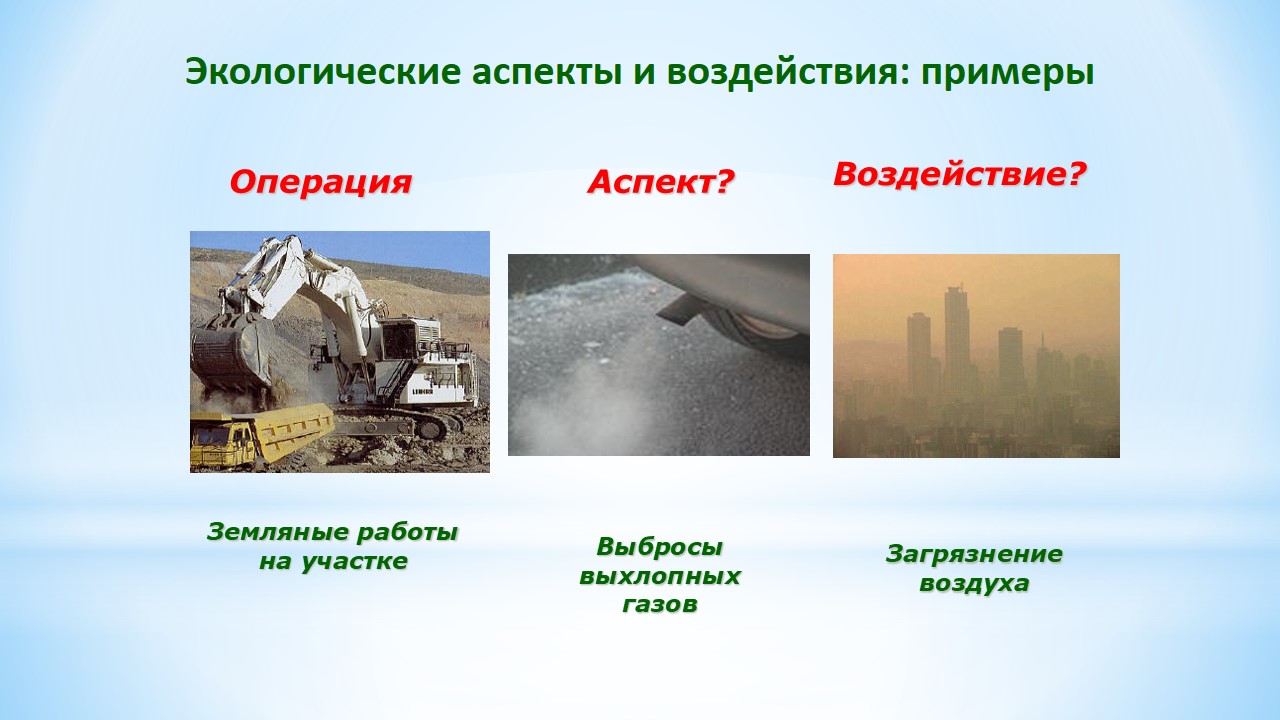 Экологические аспекты и воздействия: примеры
Операция
Аспект?
Воздействие?
Земляные работы
на участке
Выбросы
выхлопных
газов
Загрязнение
воздуха